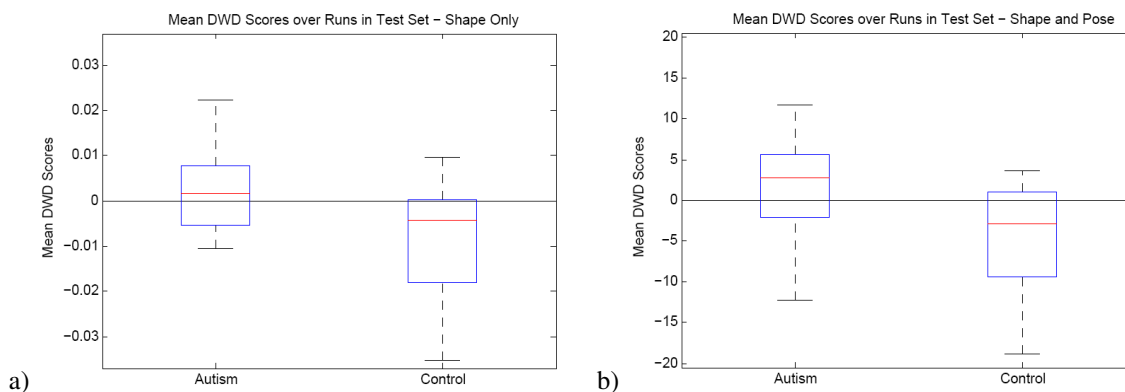 Mean DWD Scores over Runs in Test Set − Shape Only
0.03
0.02
0.01
0
−0.01
−0.02
−0.03
Mean DWD Scores
Autism
Control
a)
Mean DWD Scores over Runs in Test Set − Shape and Pose
20
15
10
5
0
−5
−10
−15
−20
Mean DWD Scores
Autism
Control
b)